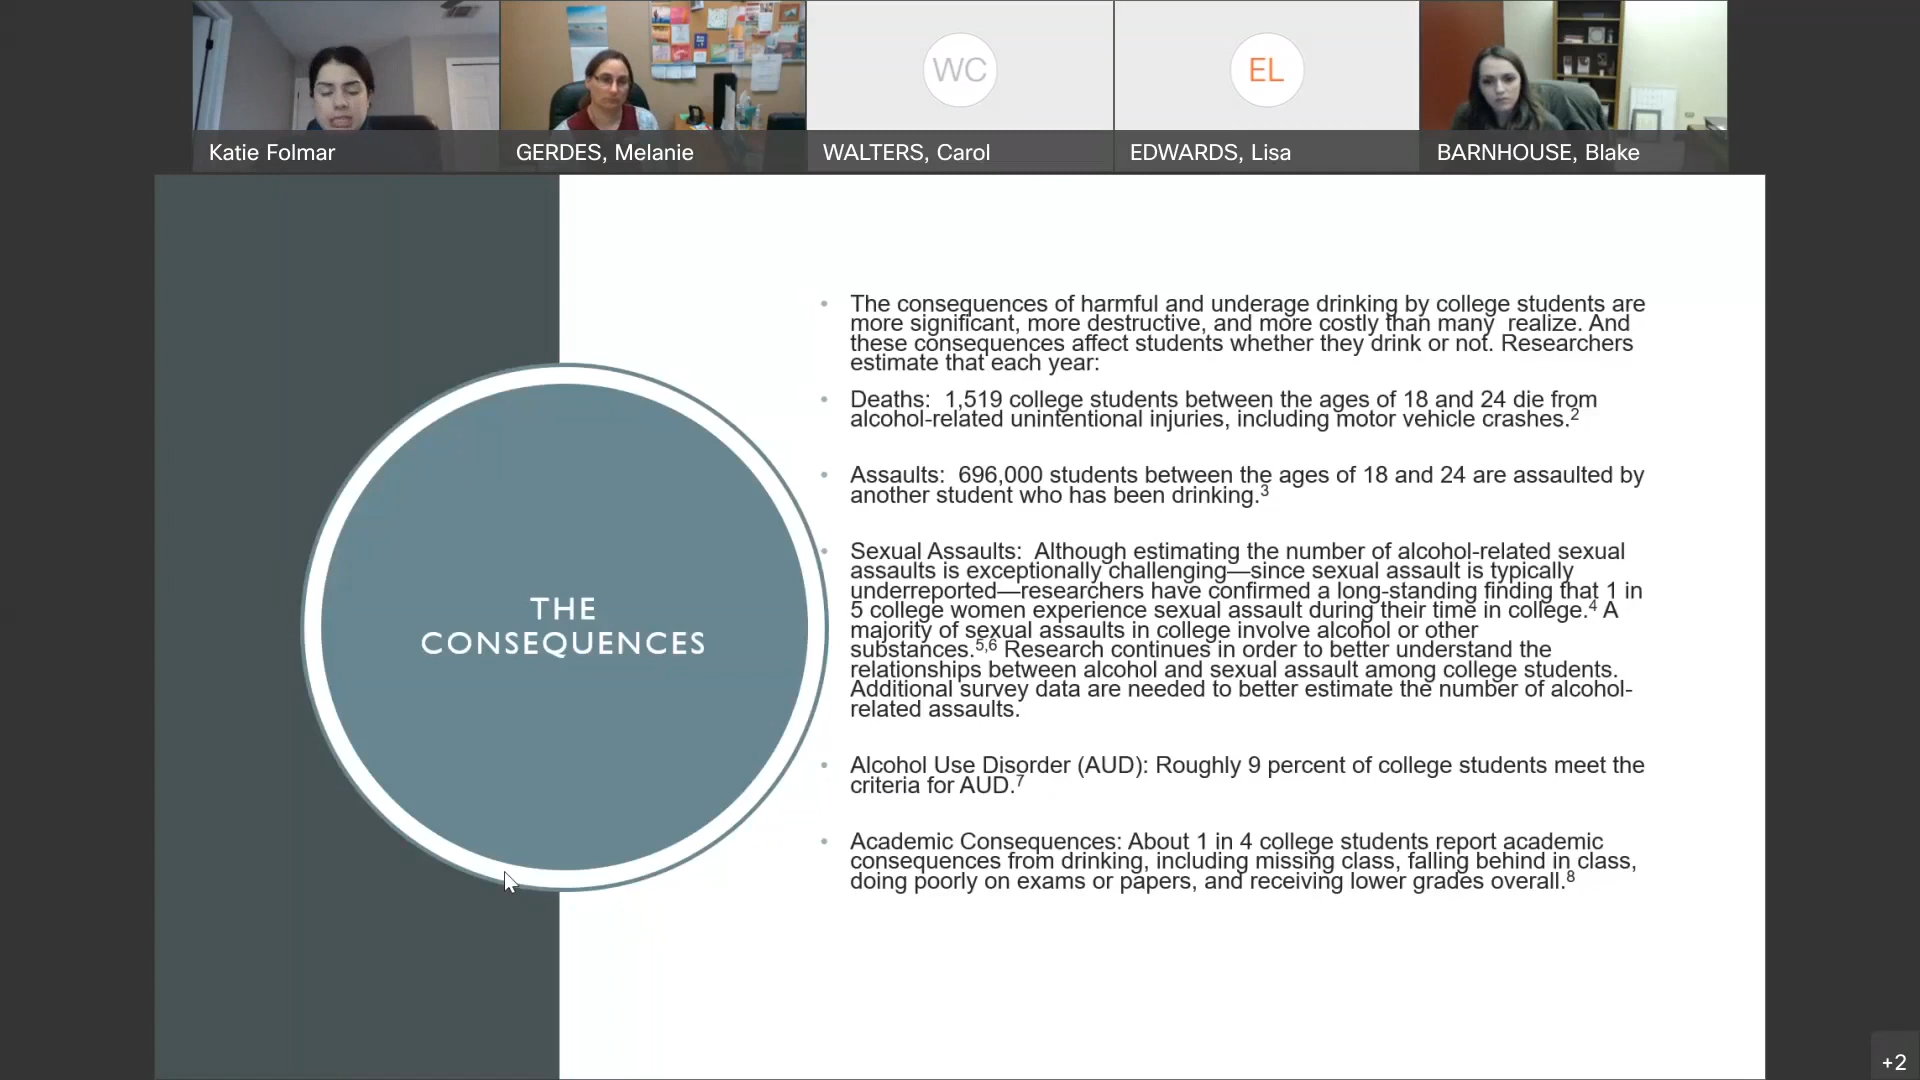 WC
EL
Katie Folmar
GERDES, Melanie
WALTERS, Carol
EDWARDS, Lisa
BARNHOUSE, Blake
THE
CONSEQUENCES
• The consequences of harmful and underage drinking by college students are
more significant, more destructive, and more costly than many  realize. And
these consequences affect students whether they drink or not. Researchers
estimate that each year:
• Deaths:  1,519 college students between the ages of 18 and 24 die from
alcohol-related unintentional injuries, including motor vehicle crashes.2
• Assaults:  696,000 students between the ages of 18 and 24 are assaulted by
another student who has been drinking.3
• Sexual Assaults:  Although estimating the number of alcohol-related sexual
assaults is exceptionally challenging—since sexual assault is typically
underreported—researchers have confirmed a long-standing finding that 1 in
5 college women experience sexual assault during their time in college.4 A
majority of sexual assaults in college involve alcohol or other
substances.5,6 Research continues in order to better understand the
relationships between alcohol and sexual assault among college students.
Additional survey data are needed to better estimate the number of alcohol-
related assaults.
• Alcohol Use Disorder (AUD): Roughly 9 percent of college students meet the
criteria for AUD.7
• Academic Consequences: About 1 in 4 college students report academic
consequences from drinking, including missing class, falling behind in class,
doing poorly on exams or papers, and receiving lower grades overall.8
+2